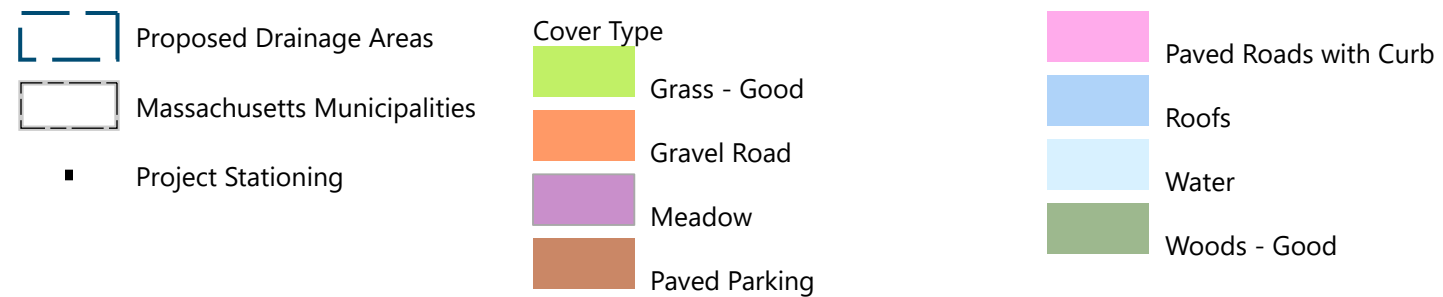 Proposed Drainage Areas
Massachusetts Municipalities
Project Stationing
Cover Type
Grass - Good
Gravel Road
Meadow
Paved Parking
Paved Roads with Curb
Roofs
Water
Woods - Good